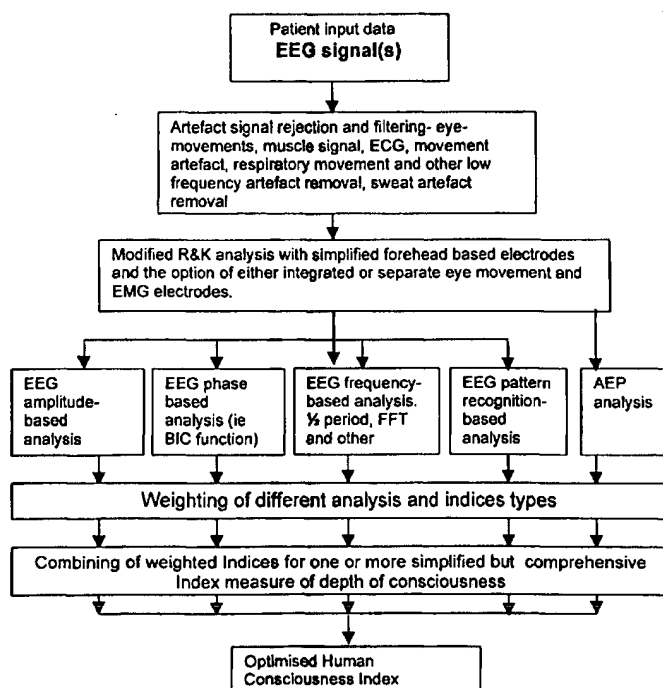 Patient input data
EEG signal(s)
Artefact signal rejection and filtering- eye-
movements, muscle signal, ECG, movement
artefact, respiratory movement and other low
frequency artefact removal, sweat artefact
removal
Modified R&K analysis with simplified forehead based electrodes
and the option of either integrated or separate eye movement and
EMG electrodes.
EEG
amplitude-
based
analysis
EEG phase
based
analysis (ie
BIC function)
EEG frequency-
based analysis.
½ period, FFT
and other
EEG pattern
recognition-
based
analysis
AEP
analysis
Weighting of different analysis and indices types
Combining of weighted Indices for one or more simplified but comprehensive
Index measure of depth of consciousness
Optimised Human
Consciousness Index